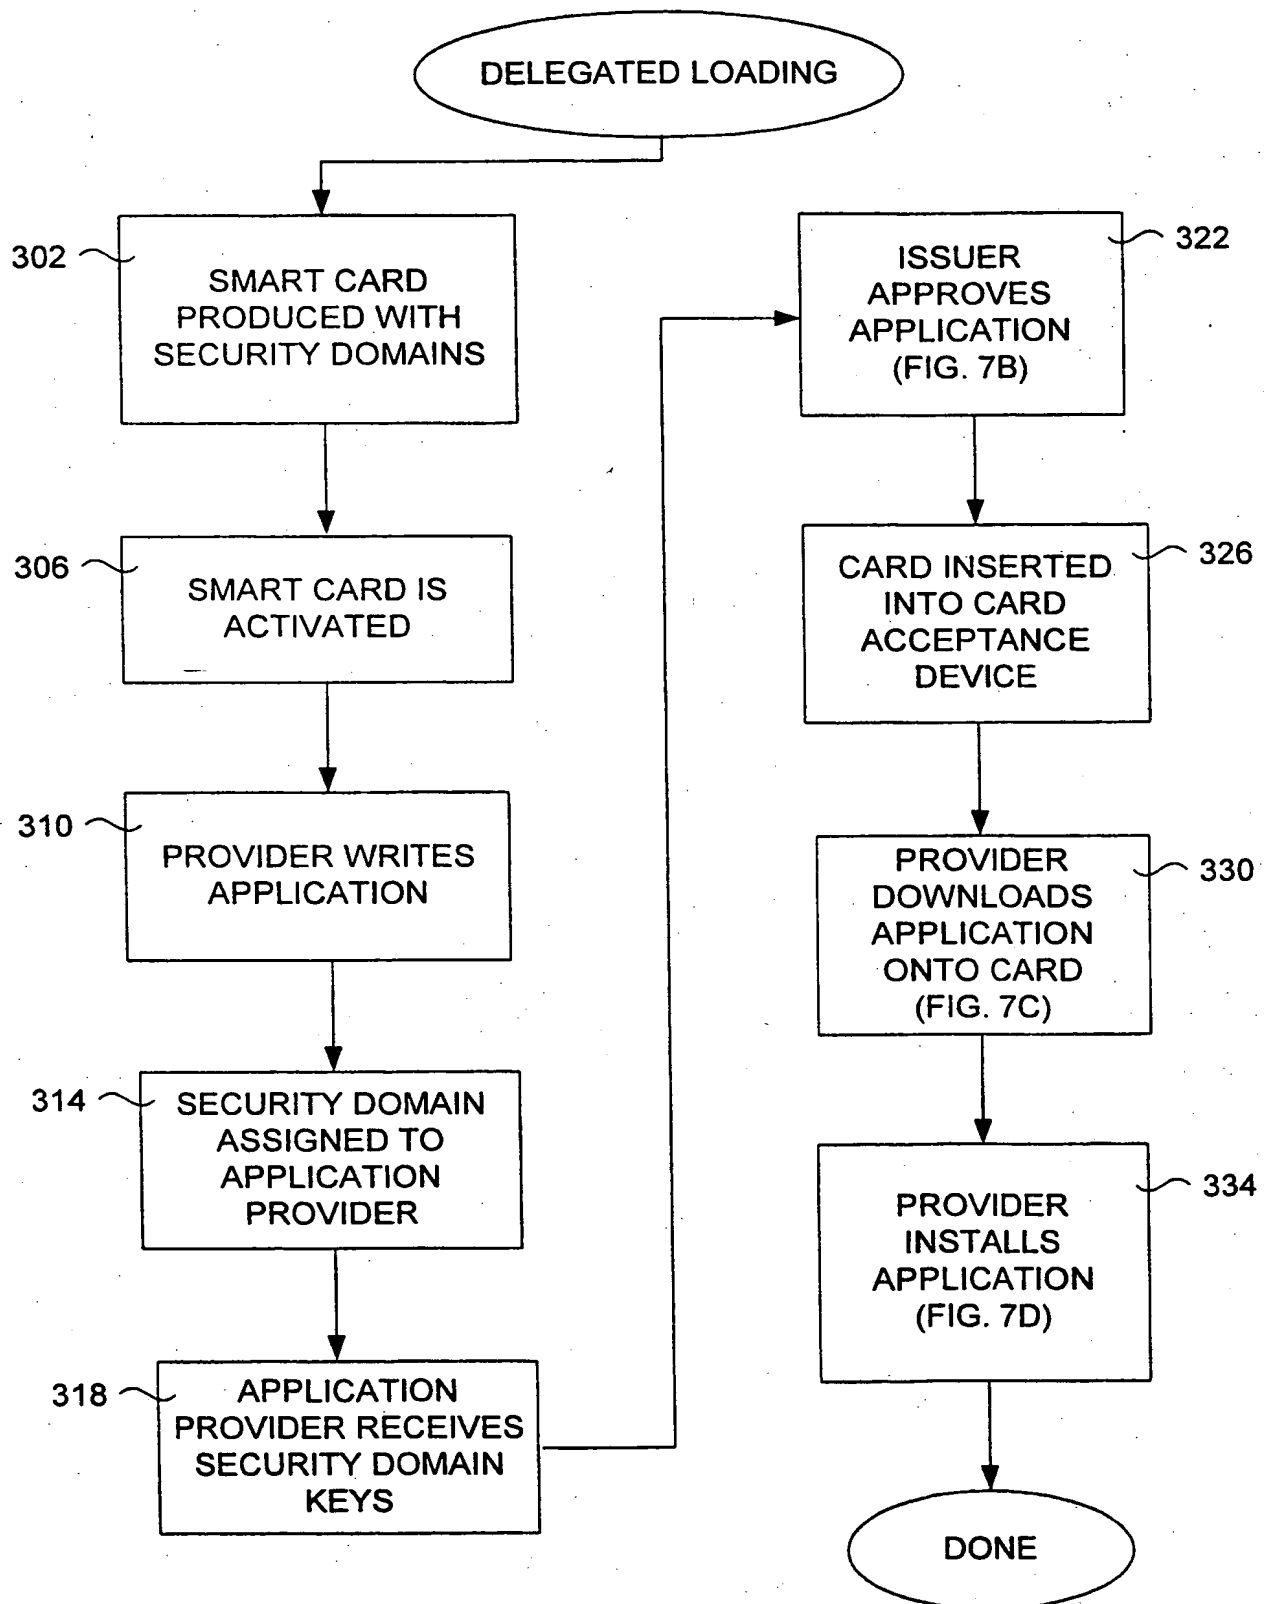 DELEGATED LOADING
302
SMART CARD
PRODUCED WITH
SECURITY DOMAINS
306
SMART CARD IS
ACTIVATED
310
PROVIDER WRITES
APPLICATION
314
SECURITY DOMAIN
ASSIGNED TO
APPLICATION
PROVIDER
318
APPLICATION
PROVIDER RECEIVES
SECURITY DOMAIN
KEYS
322
ISSUER
APPROVES
APPLICATION
(FIG. 7B)
326
CARD INSERTED
INTO CARD
ACCEPTANCE
DEVICE
330
PROVIDER
DOWNLOADS
APPLICATION
ONTO CARD
(FIG. 7C)
334
PROVIDER
INSTALLS
APPLICATION
(FIG. 7D)
DONE